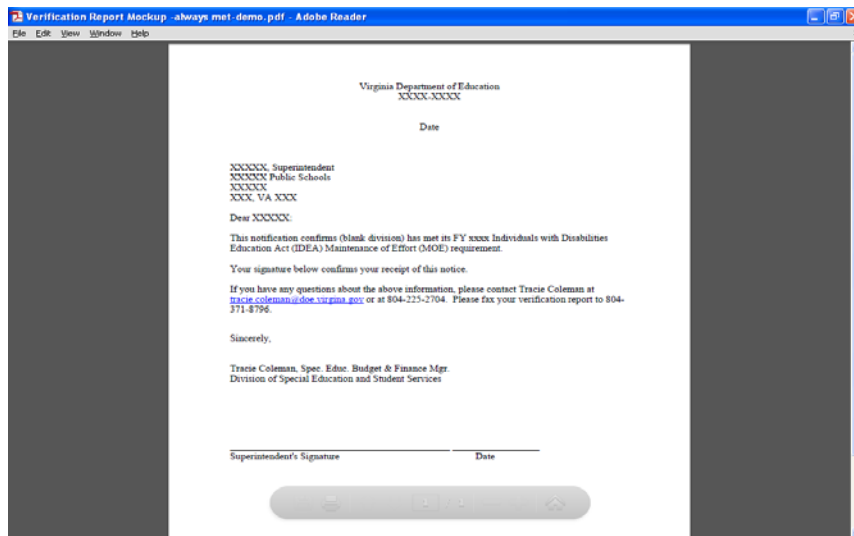 Verification Report Mockup -always met-demo.pdf - Adobe Reader
File Edit View Window Help
Virginia Department of Education
XXXX-XXXX
Date
XXXXX, Superintendent
XXXXX Public Schools
XXXXX
XXX, VA XXX
Dear XXXXX:
This notification confirms (blank division) has met its FY xxxx Individuals with Disabilities
Education Act (IDEA) Maintenance of Effort (MOE) requirement.
Your signature below confirms your receipt of this notice.
If you have any questions about the above information, please contact Tracie Coleman at
tracie.coleman@doe.virgina.gov or at 804-225-2704. Please fax your verification report to 804-
371-8796.
Sincerely,
Tracie Coleman, Spec. Educ. Budget & Finance Mgr.
Division of Special Education and Student Services
Superintendent's Signature Date
1 / 1